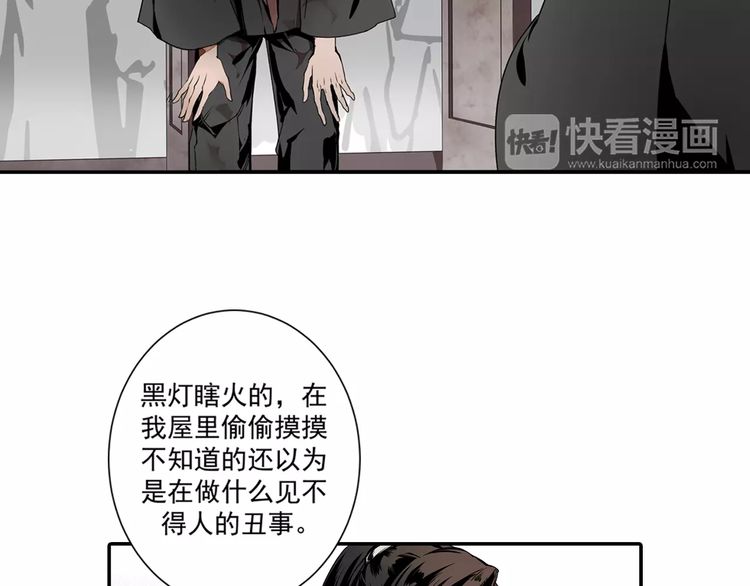 快看!
快看漫画
www.kuaikanmanhua.com
黑灯瞎火的，在
我屋里偷偷摸摸
不知道的还以为
是在做什么见不
得人的丑事。